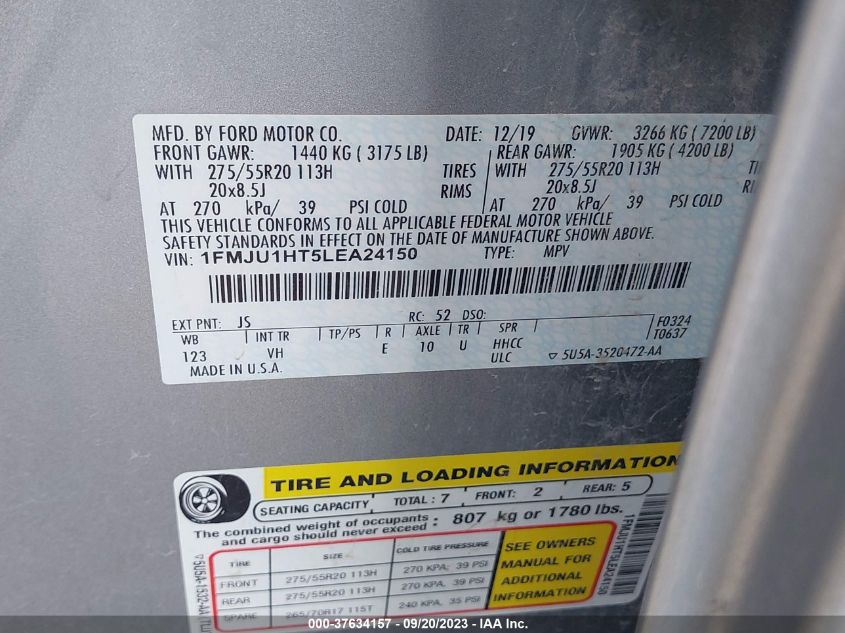 MFD. BY FORD MOTOR CO. DATE: 12/19 GVWR: 3266 KG ( 7200 LB)
FRONT GAWR: 1440 KG ( 3175 LB) REAR GAWR: 1905 KG ( 4200 LB)
WITH 275/55R20 113H TIRES WITH 275/55R20 113H
20x8.5J RIMS 20x8.5J
AT 270 kPa/ 39 PSI COLD AT 270 kPa/ 39 PSI COLD
THIS VEHICLE CONFORMS TO ALL APPLICABLE FEDERAL MOTOR VEHICLE
SAFETY STANDARDS IN EFFECT ON THE DATE OF MANUFACTURE SHOWN ABOVE.
VIN: 1FMJU1HT5LEA24150 TYPE: MPV
EXT PNT: JS RC: 52 DSO: F0324
WB INT TR TP/PS R AXLE TR SPR T0637
123 VH E 10 U HHCC
ULC
MADE IN U.S.A. ▽ 5U5A-3520472-AA
TIRE AND LOADING INFORMATION
SEATING CAPACITY TOTAL : 7 FRONT: 2 REAR: 5
The combined weight of occupants
and cargo should never exceed : 807 kg or 1780 lbs.
TIRE SIZE COLD TIRE PRESSURE
FRONT 275/55R20 113H 270 KPA; 39 PSI
REAR 275/55R20 113H 270 KPA, 39 PSI
SPARE 265/70R17 115T 240 KPA, 35 PSI
SEE OWNERS
MANUAL FOR
ADDITIONAL
INFORMATION
1FMJU1HT5LEA24150
▽5U5A-1532-AA
000-37634157 - 09/20/2023 - IAA Inc.